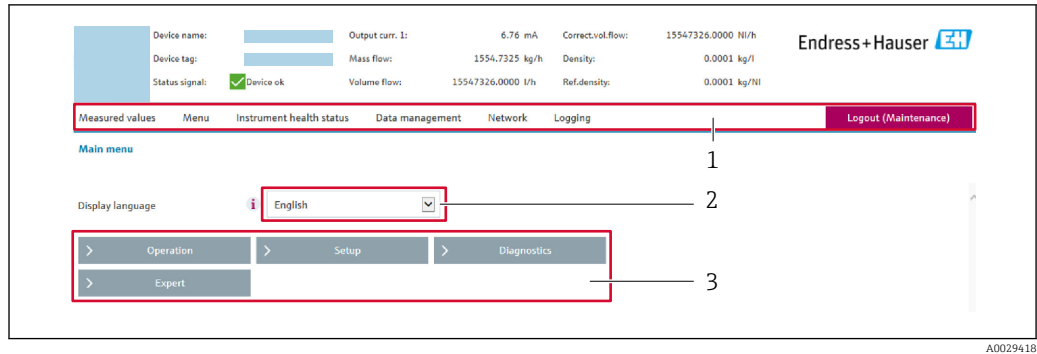 Device name: Output curr. 1: 6.76 mA Correct.vol.flow: 15547326.0000 Nl/h
Endress+Hauser EH
Device tag: Mass flow: 1554.7325 kg/h Density: 0.0001 kg/l
Status signal: Device ok Volume flow: 15547326.0000 l/h Ref.density: 0.0001 kg/Nl
Measured values Menu Instrument health status Data management Network Logging Logout (Maintenance)
1
Main menu
Display language i English 2
Operation Setup Diagnostics
Expert 3
A0029418